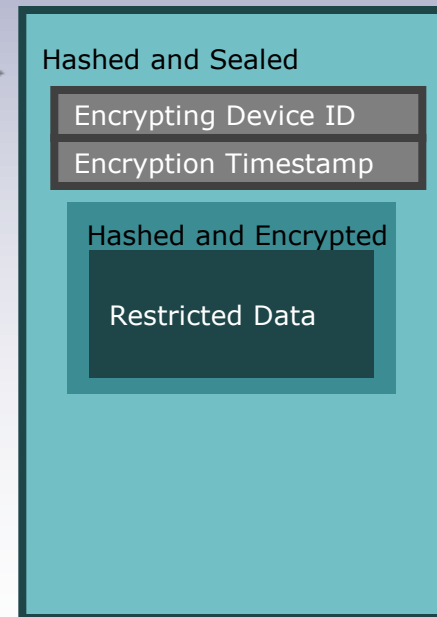 Hashed and Sealed
Encrypting Device ID
Encryption Timestamp
Hashed and Encrypted
Restricted Data